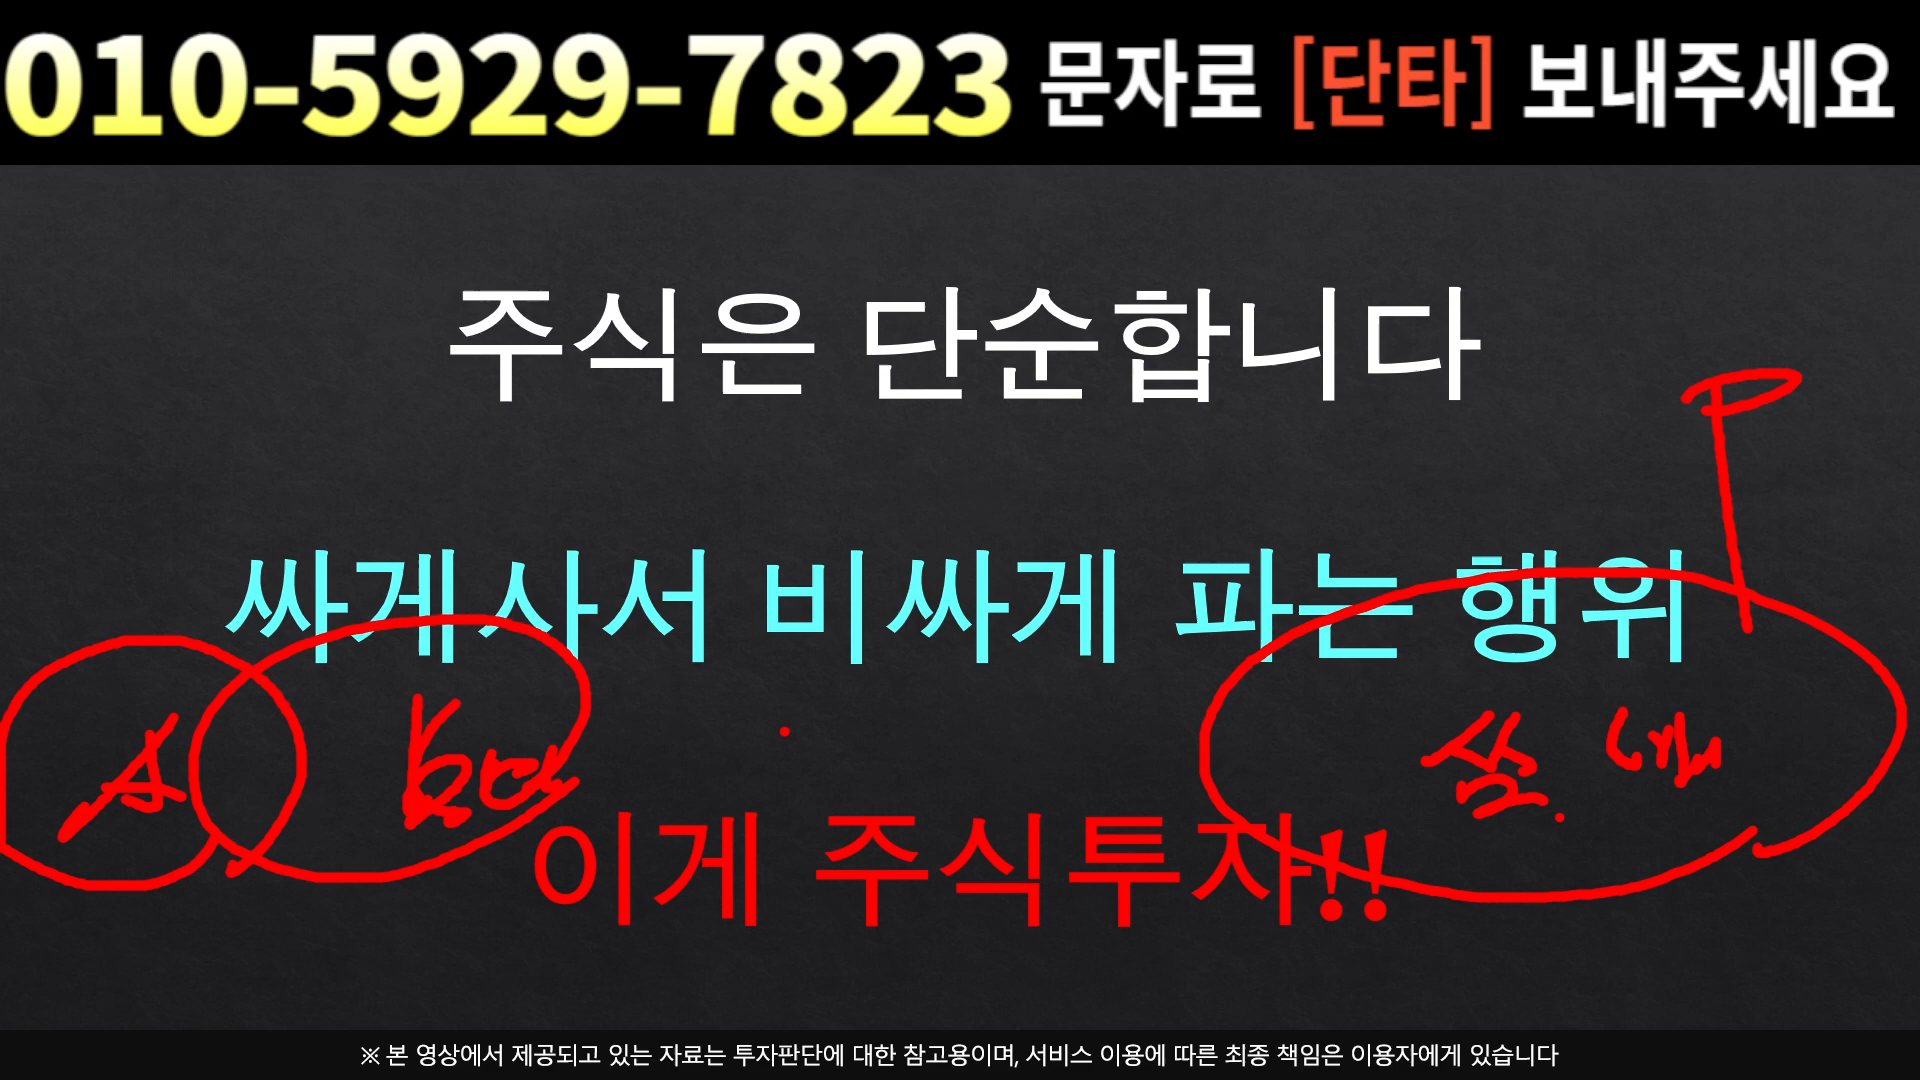 010-5929-7823 문자로 [단타] 보내주세요
주식은 단순합니다
싸게사서 비싸게 파는 행위
이게 주식투자!!
※ 본 영상에서 제공되고 있는 자료는 투자판단에 대한 참고용이며, 서비스 이용에 따른 최종 책임은 이용자에게 있습니다